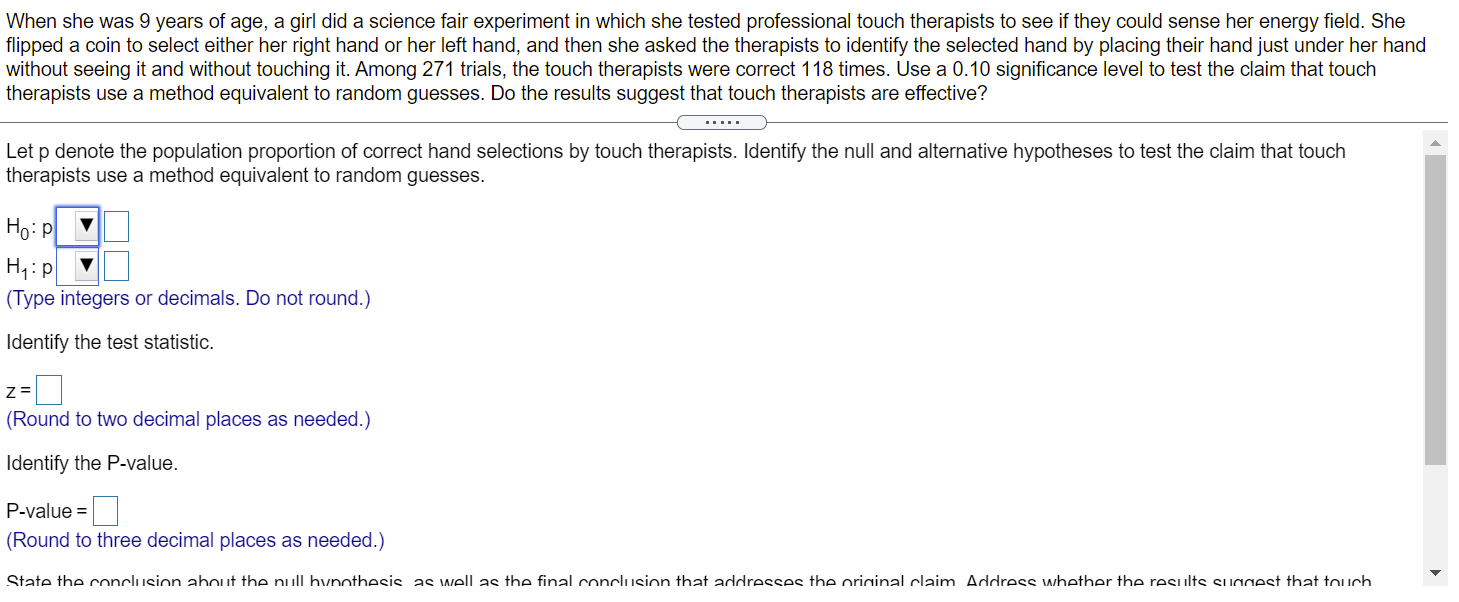 When she was 9 years of age, a girl did a science fair experiment in which she tested professional touch therapists to see if they could sense her energy field. She
flipped a coin to select either her right hand or her left hand, and then she asked the therapists to identify the selected hand by placing their hand just under her hand
without seeing it and without touching it. Among 271 trials, the touch therapists were correct 118 times. Use a 0.10 significance level to test the claim that touch
therapists use a method equivalent to random guesses. Do the results suggest that touch therapists are effective?
Let p denote the population proportion of correct hand selections by touch therapists. Identify the null and alternative hypotheses to test the claim that touch
therapists use a method equivalent to random guesses.
H₀: p
H₁: p
(Type integers or decimals. Do not round.)
Identify the test statistic.
z =
(Round to two decimal places as needed.)
Identify the P-value.
P-value =
(Round to three decimal places as needed.)
State the conclusion about the null hypothesis, as well as the final conclusion that addresses the original claim. Address whether the results suggest that touch